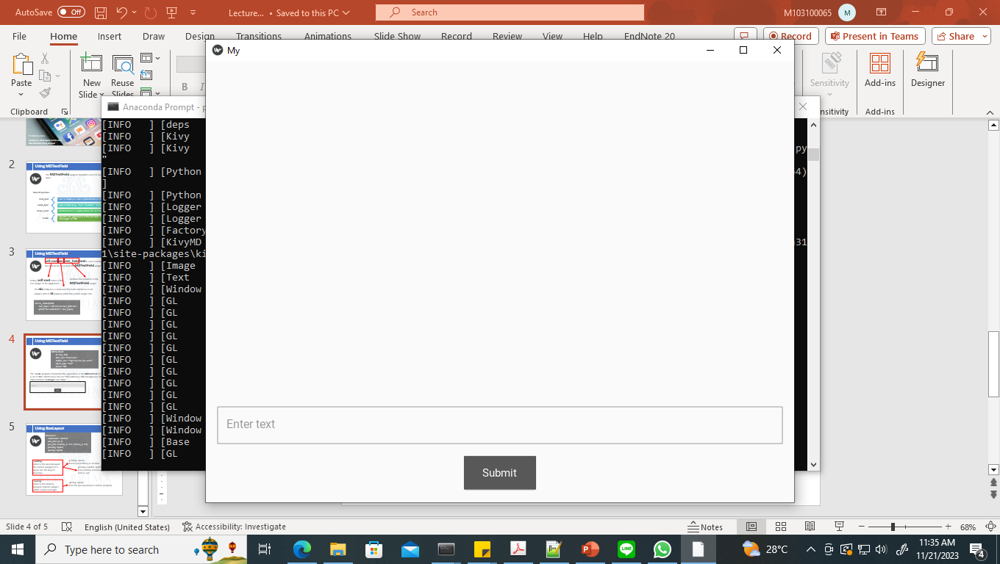 AutoSave Off Lecture... • Saved to this PC Search M103100065 M
File Home Insert Draw Design Transitions Animations Slide Show Record Review View Help EndNote 20 Record Present in Teams Share
My
Paste
New
Slide
Reuse
Slides
B I
Sensitivity
Add-ins
Designer
Clipboard
Add-ins
Anaconda Prompt - p
[INFO ] [deps
[INFO ] [Kivy
[INFO ] [Kivy py
"
[INFO ] [Python 4)
]
[INFO ] [Python
[INFO ] [Logger
[INFO ] [Logger
[INFO ] [Factory
[INFO ] [KivyMD 31
1\site-packages\ki
[INFO ] [Image
[INFO ] [Text
[INFO ] [Window
[INFO ] [GL
[INFO ] [GL
[INFO ] [GL
[INFO ] [GL
[INFO ] [GL
[INFO ] [GL
[INFO ] [GL
[INFO ] [GL
[INFO ] [GL
[INFO ] [GL
[INFO ] [Window
[INFO ] [Window
[INFO ] [Base
[INFO ] [GL
2
Using MDTextField
3
Using MDTextField
4
Using MDTextField
5
Using BoxLayout
Enter text
Submit
Slide 4 of 5 English (United States) Accessibility: Investigate Notes 68%
Type here to search
28°C
11:35 AM
11/21/2023
4